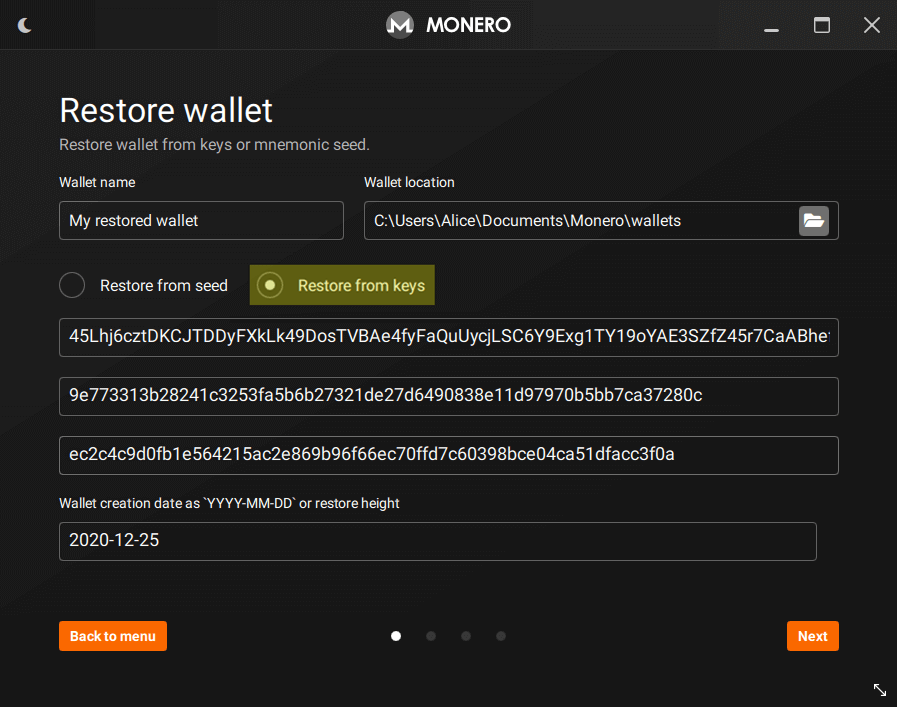 MONERO
Restore wallet
Restore wallet from keys or mnemonic seed.
Wallet name
Wallet location
My restored wallet
C:\Users\Alice\Documents\Monero\wallets
Restore from seed
Restore from keys
45Lhj6cztDKCJTDDyFXkLk49DosTVBAe4fyFaQuUycjLSC6Y9Exg1TY19oYAE3SZfZ45r7CaABhe
9e773313b28241c3253fa5b6b27321de27d6490838e11d97970b5bb7ca37280c
ec2c4c9d0fb1e564215ac2e869b96f66ec70ffd7c60398bce04ca51dfacc3f0a
Wallet creation date as `YYYY-MM-DD` or restore height
2020-12-25
Back to menu
Next